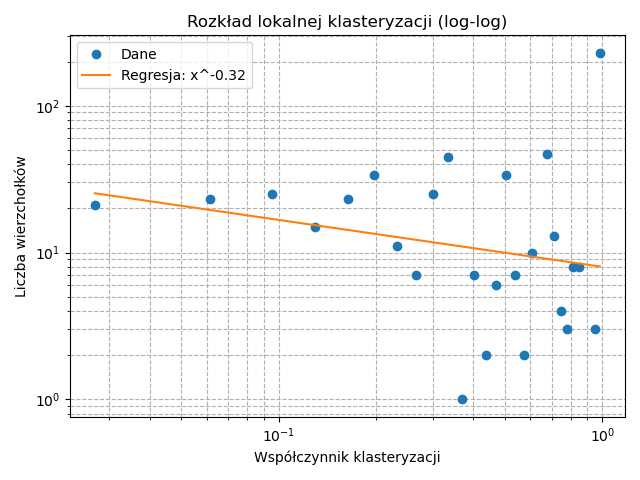 Rozkład lokalnej klasteryzacji (log-log)
Dane
Regresja: x^-0.32
Liczba wierzchołków
10^2
10^1
10^0
10^-1
10^0
Współczynnik klasteryzacji